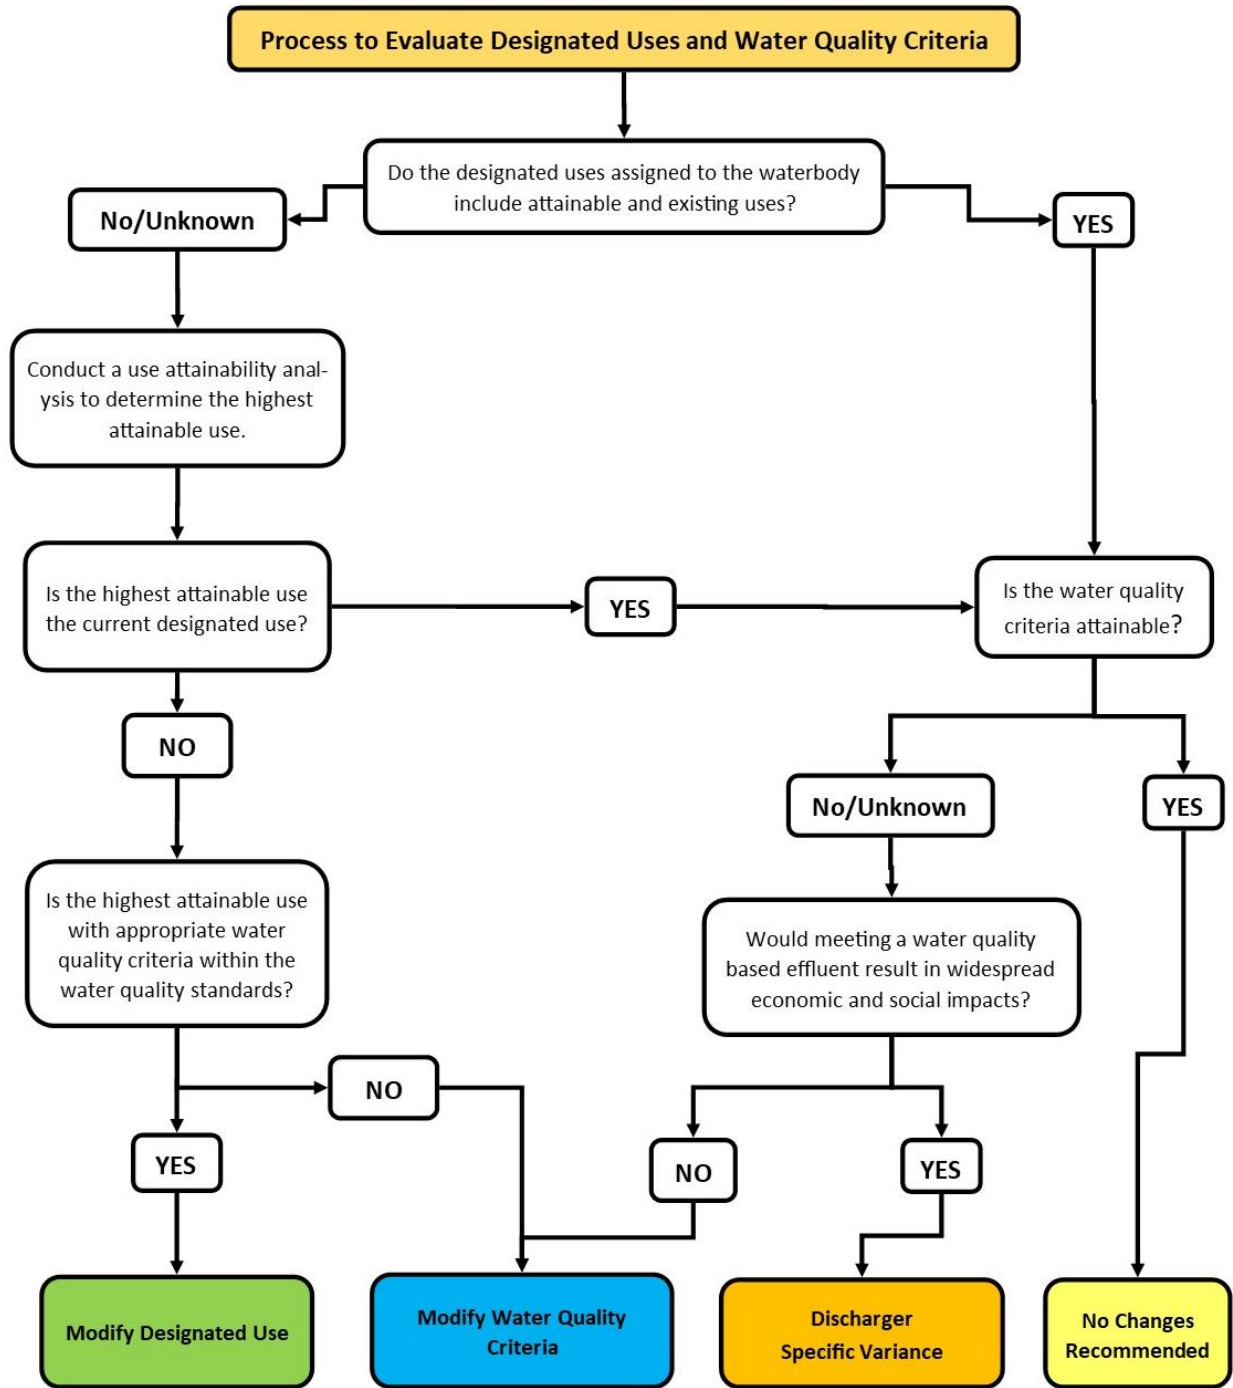 Process to Evaluate Designated Uses and Water Quality Criteria
Do the designated uses assigned to the waterbody
include attainable and existing uses?
No/Unknown
YES
Conduct a use attainability anal-
ysis to determine the highest
attainable use.
Is the highest attainable use
the current designated use?
YES
Is the water quality
criteria attainable?
NO
No/Unknown
YES
Is the highest attainable use
with appropriate water
quality criteria within the
water quality standards?
Would meeting a water quality
based effluent result in widespread
economic and social impacts?
NO
YES
NO
YES
Modify Designated Use
Modify Water Quality
Criteria
Discharger
Specific Variance
No Changes
Recommended